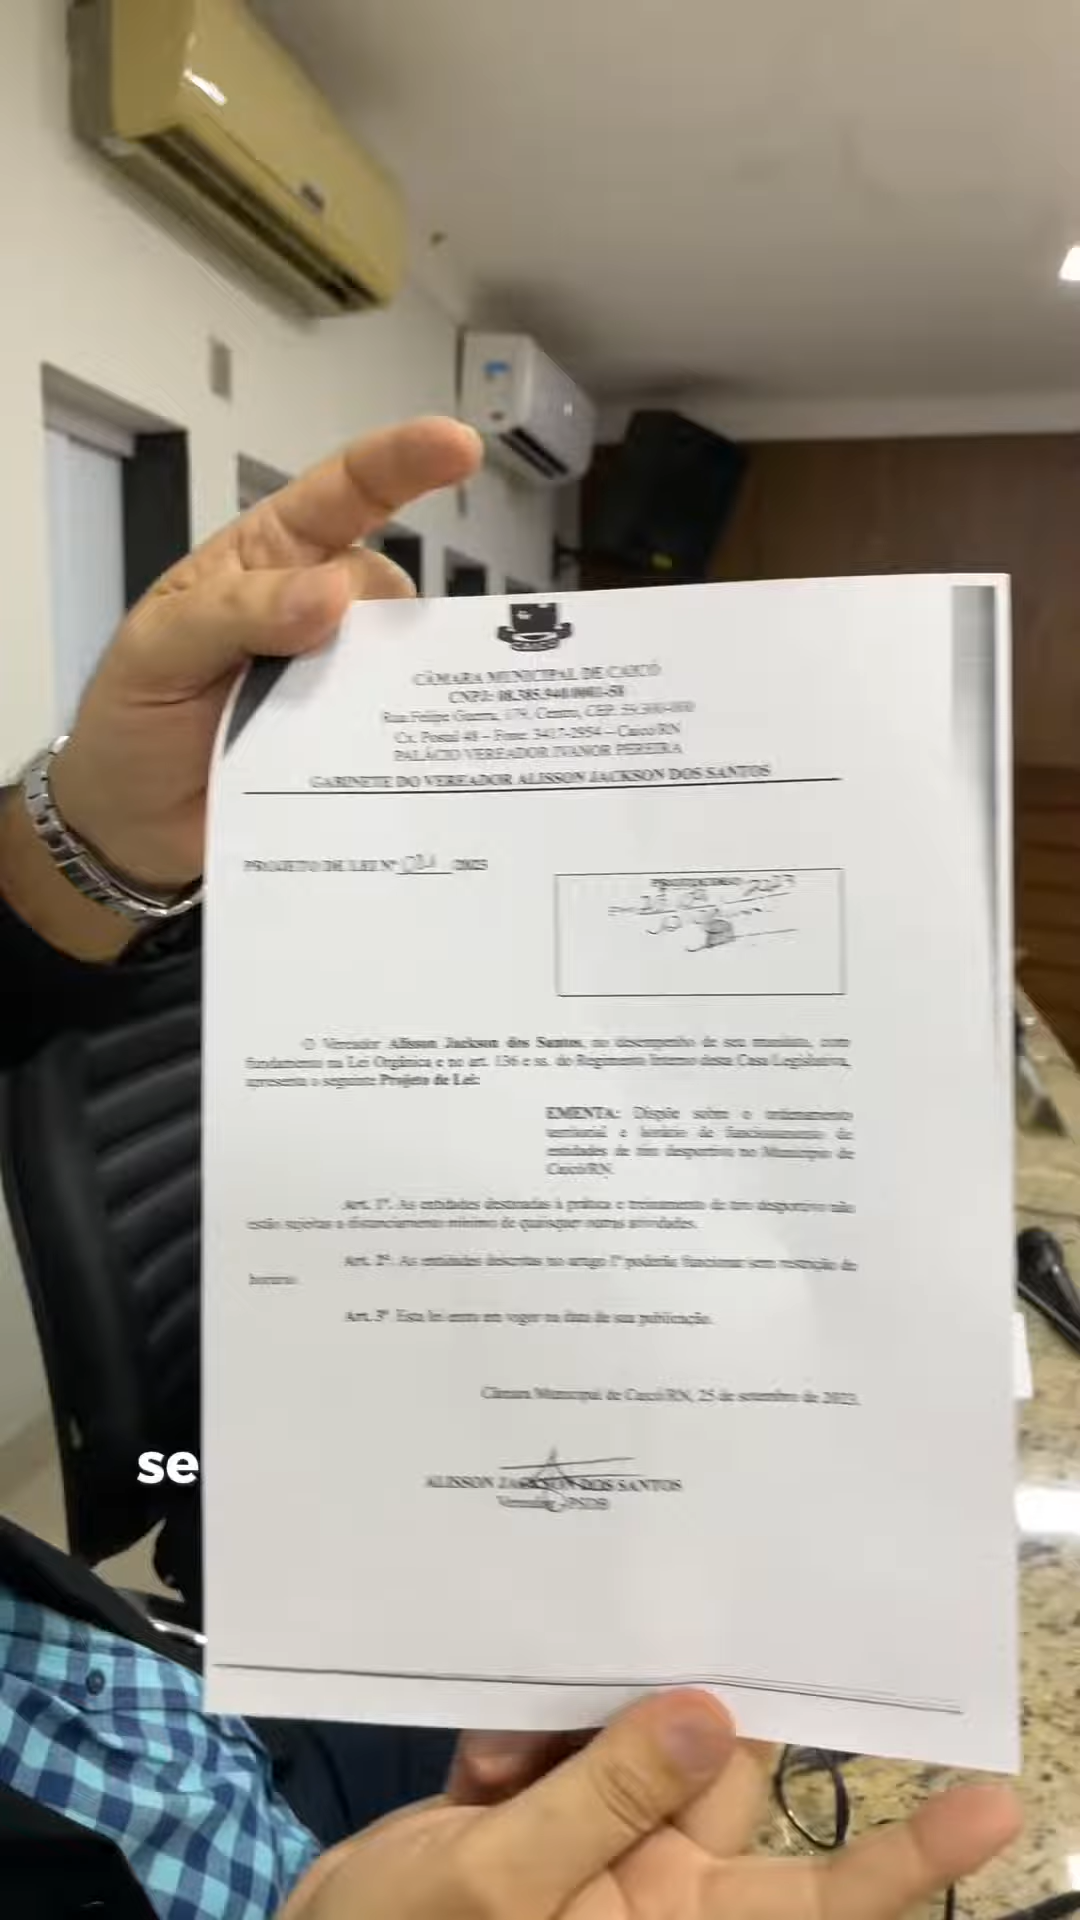 CÂMARA MUNICIPAL DE CAICÓ
CNPJ: 08.385.940/0001-58
Rua Felipe Guerra, 179, Centro, CEP: 59.300-000
Cx. Postal 48 – Fone: 3417-2954 – Caicó/RN
PALÁCIO VEREADOR IVANOR PEREIRA
GABINETE DO VEREADOR ALISSON JACKSON DOS SANTOS
PROJETO DE LEI Nº /2023
PROTOCOLO
2023
O Vereador Alisson Jackson dos Santos, no desempenho de seu mandato, com
fundamento na Lei Orgânica e no art. 136 e ss. do Regimento Interno desta Casa Legislativa,
apresenta o seguinte Projeto de Lei:
EMENTA: Dispõe sobre o ordenamento
territorial e horário de funcionamento de
entidades de tiro desportivo no Município de
Caicó/RN.
Art. 1º. As entidades destinadas à prática e treinamento de tiro desportivo não
estão sujeitas a distanciamento mínimo de quaisquer outras atividades.
Art. 2º. As entidades descritas no artigo 1º poderão funcionar sem restrição de
horário.
Art. 3º. Esta lei entra em vigor na data de sua publicação.
Câmara Municipal de Caicó/RN, 25 de setembro de 2023.
se
ALISSON JACKSON DOS SANTOS
Vereador - PSDB